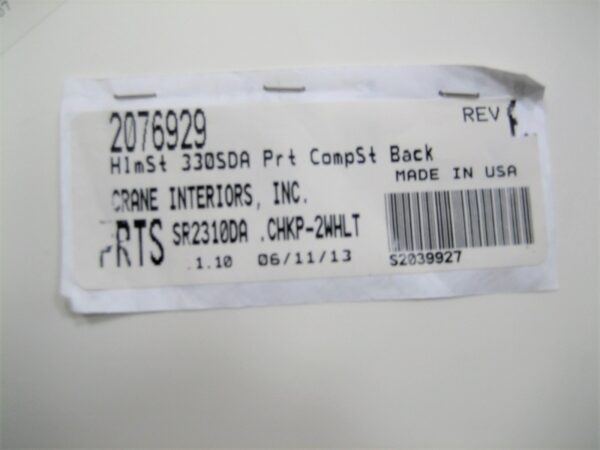 2076929
REV
HlmSt 330SDA Prt CompSt Back
MADE IN USA
CRANE INTERIORS, INC.
PRTS SR2310DA .CHKP-2WHLT
1.10 06/11/13
S2039927